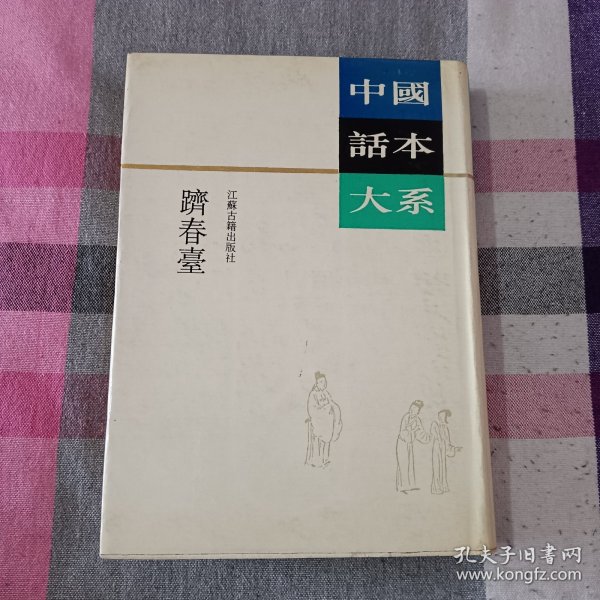 中國
話本
大系
江蘇古籍出版社
躋春臺
孔夫子旧书网
www.kongfz.com